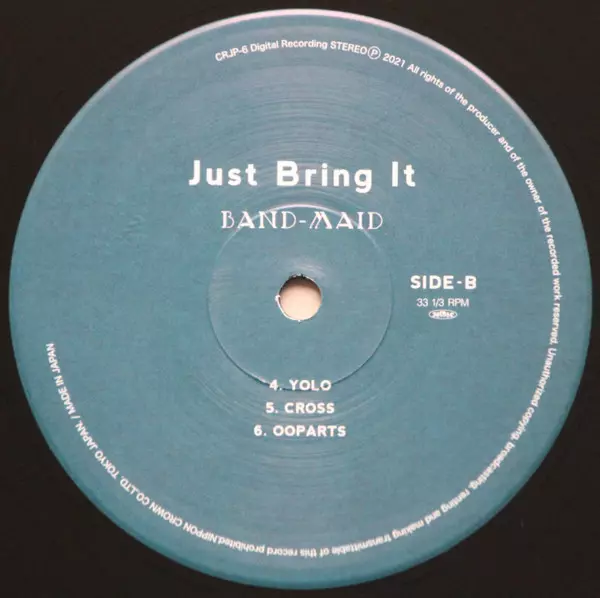 CRJP-6 Digital Recording STEREO Ⓟ 2021 All rights of the producer and of the owner of the recorded work reserved. Unauthorized copying, broadcasting, renting and making transmittable of this record prohibited. NIPPON CROWN CO.LTD. TOKYO JAPAN / MADE IN JAPAN
Just Bring It
BAND-MAID
SIDE-B
33 1/3 RPM
4. YOLO
5. CROSS
6. OOPARTS